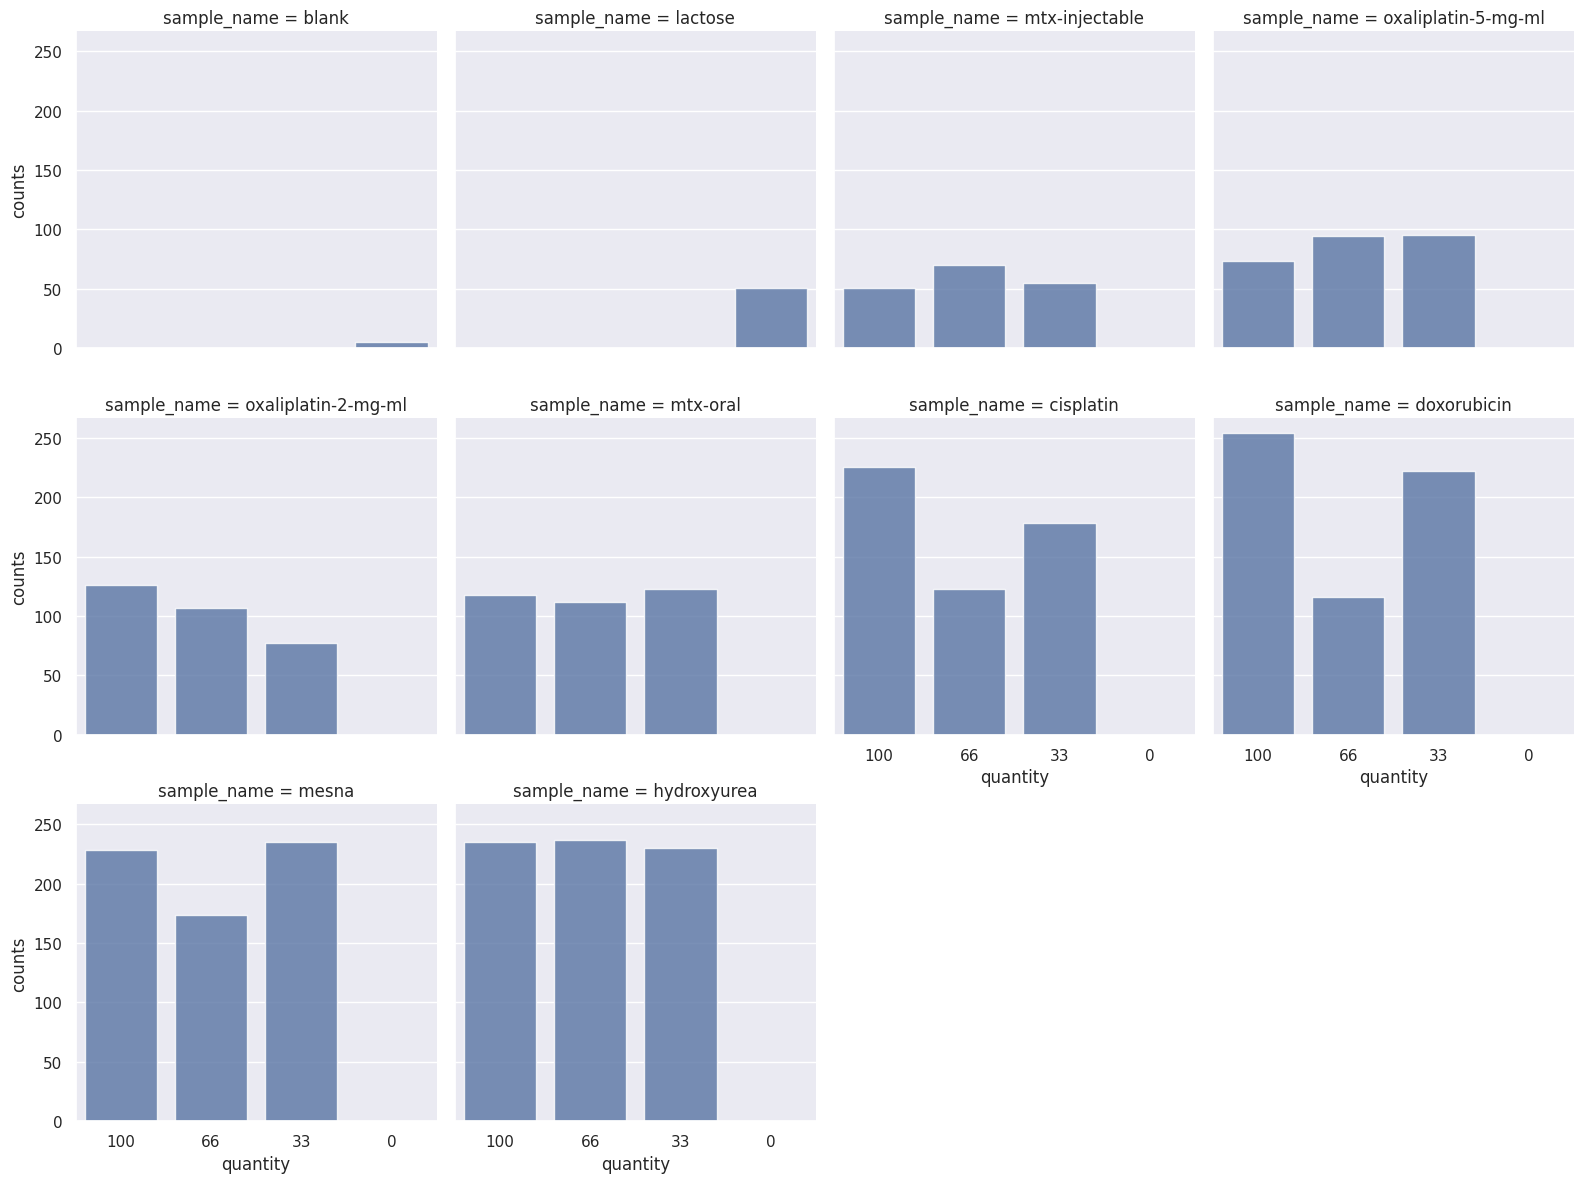 sample_name = blank
sample_name = lactose
sample_name = mtx-injectable
sample_name = oxaliplatin-5-mg-ml
250
200
150
100
50
0
counts
sample_name = oxaliplatin-2-mg-ml
sample_name = mtx-oral
sample_name = cisplatin
sample_name = doxorubicin
250
200
150
100
50
0
counts
100 66 33 0
quantity
100 66 33 0
quantity
sample_name = mesna
sample_name = hydroxyurea
250
200
150
100
50
0
counts
100 66 33 0
quantity
100 66 33 0
quantity